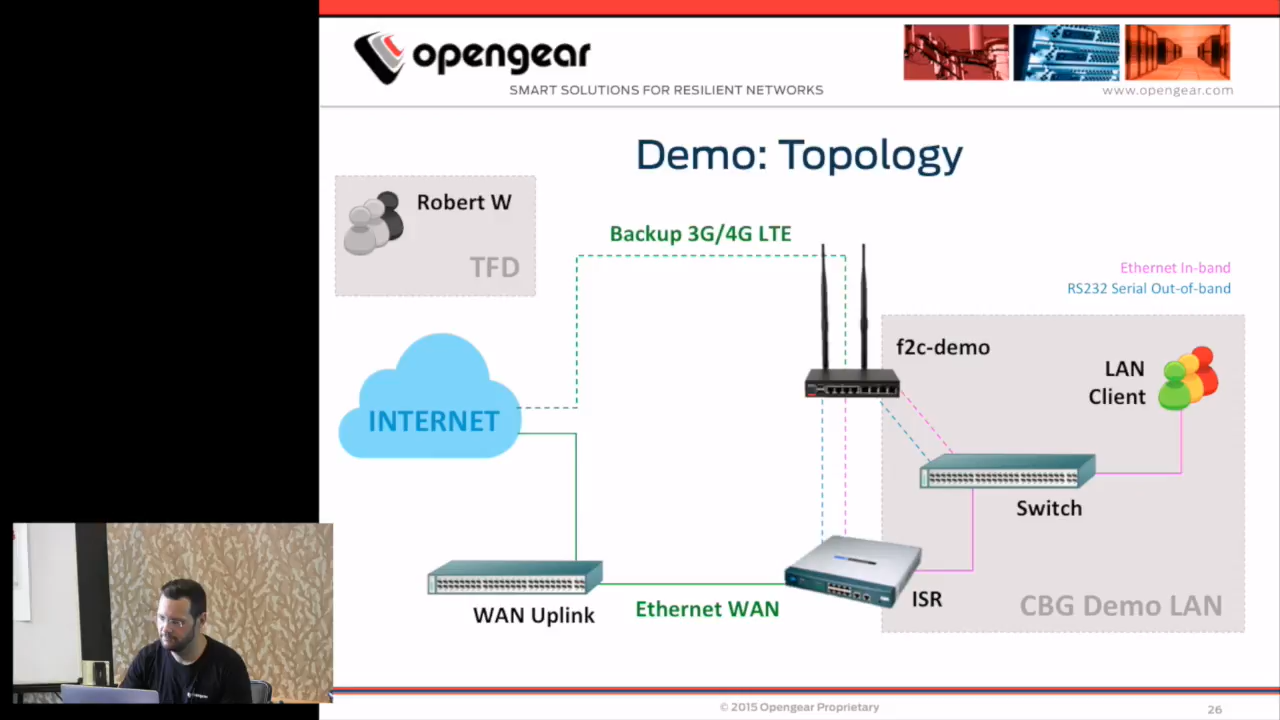 opengear
SMART SOLUTIONS FOR RESILIENT NETWORKS
www.opengear.com
Demo: Topology
Robert W
TFD
Backup 3G/4G LTE
Ethernet In-band
RS232 Serial Out-of-band
f2c-demo
LAN
Client
INTERNET
Switch
WAN Uplink
Ethernet WAN
ISR
CBG Demo LAN
© 2015 Opengear Proprietary
26